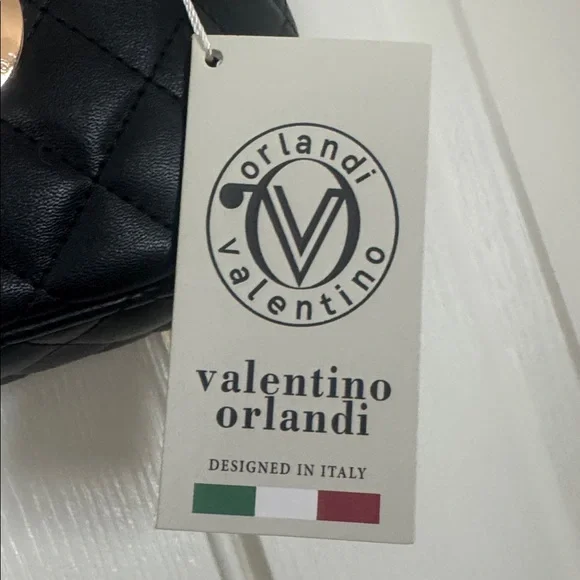 orlandi
valentino
valentino
orlandi
DESIGNED IN ITALY